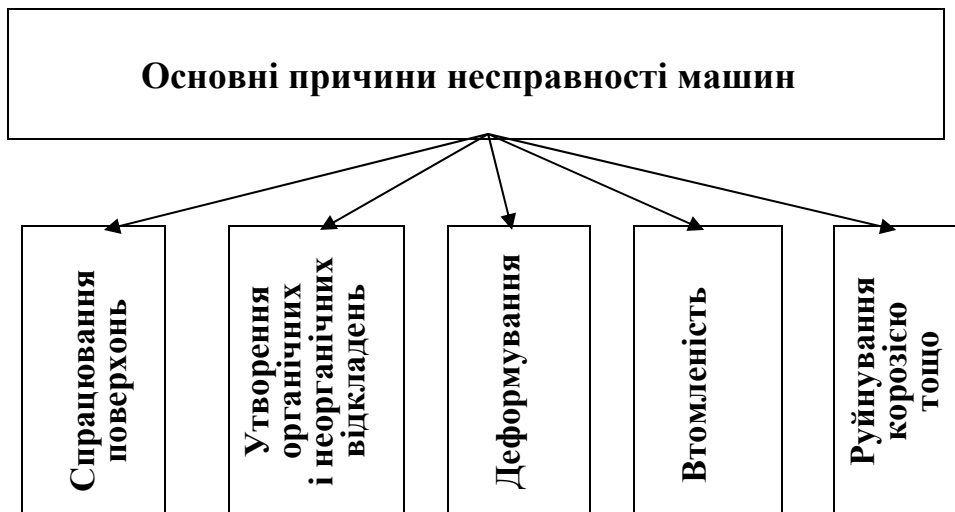 Основні причини несправності машин
Спрацювання
поверхонь
Утворення
органічних
і неорганічних
відкладень
Деформування
Втомленість
Руйнування
корозією
тощо